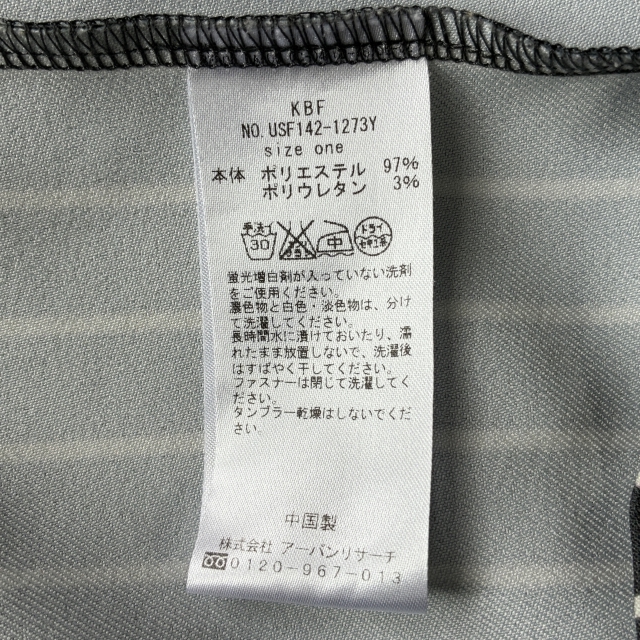 KBF
NO. USF142-1273Y
size one
本体 ポリエステル 97%
ポリウレタン 3%
手洗イ 30 中 ドライ セキユ系
蛍光増白剤が入っていない洗剤
をご使用ください。
濃色物と白色・淡色物は、分け
て洗濯してください。
長時間水に漬けておいたり、濡
れたまま放置しないで、洗濯後
はすばやく干してください。
ファスナーは閉じて洗濯してく
ださい。
タンブラー乾燥はしないでくだ
さい。
中国製
株式会社 アーバンリサーチ
0120-967-013